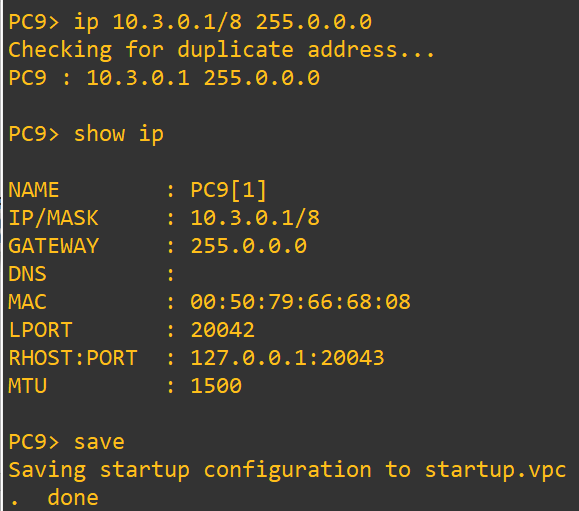 PC9> ip 10.3.0.1/8 255.0.0.0
Checking for duplicate address...
PC9 : 10.3.0.1 255.0.0.0
PC9> show ip
NAME        : PC9[1]
IP/MASK     : 10.3.0.1/8
GATEWAY     : 255.0.0.0
DNS         :
MAC         : 00:50:79:66:68:08
LPORT       : 20042
RHOST:PORT  : 127.0.0.1:20043
MTU         : 1500
PC9> save
Saving startup configuration to startup.vpc
.  done